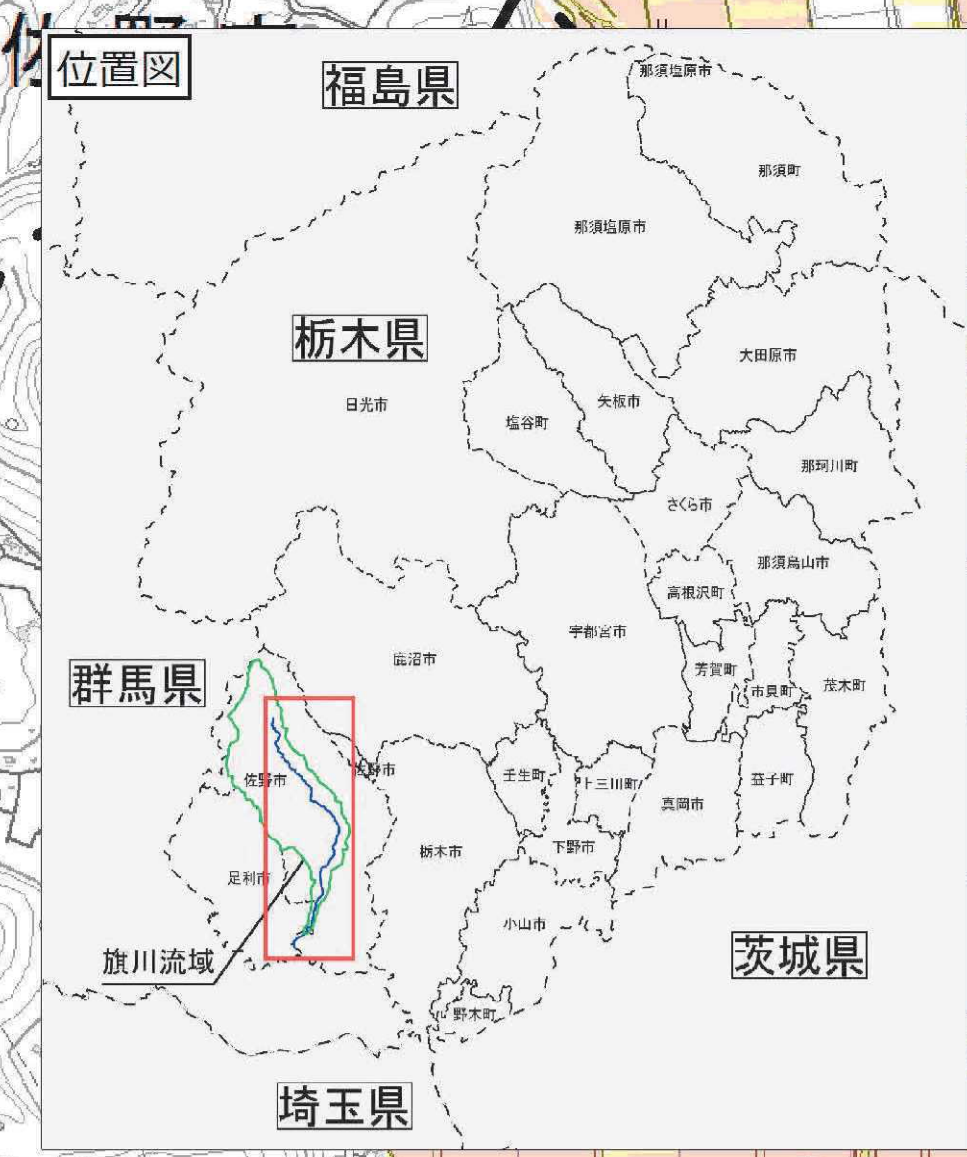 位置図
福島県
那須塩原市
那須町
那須塩原市
栃木県
大田原市
日光市
矢板市
塩谷町
那珂川町
さくら市
那須烏山市
高根沢町
宇都宮市
鹿沼市
芳賀町
群馬県
市貝町
茂木町
佐野市
佐野市
壬生町
上三川町
益子町
真岡市
栃木市
下野市
足利市
小山市
旗川流域
茨城県
野木町
埼玉県